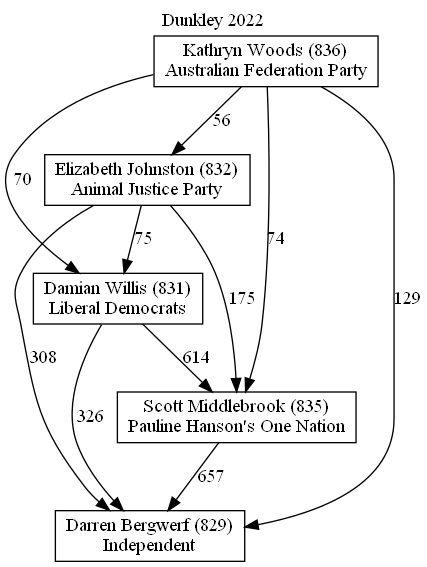 Dunkley 2022
Kathryn Woods (836)
Australian Federation Party
56
Elizabeth Johnston (832)
Animal Justice Party
70
75
74
175
129
Damian Willis (831)
Liberal Democrats
308
614
326
Scott Middlebrook (835)
Pauline Hanson's One Nation
657
Darren Bergwerf (829)
Independent